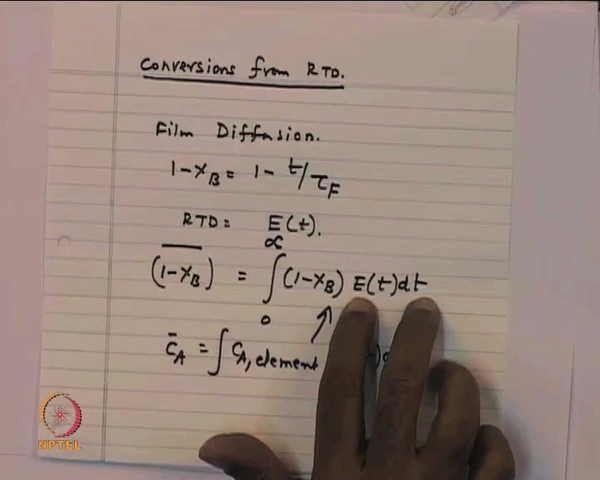 Conversions from RTD.
Film Diffusion.
1-X_B = 1 - t/τ_F
RTD = E(t).
(1-X_B) = ∫_0^∞ (1-X_B) E(t)dt
C̄_A = ∫ C_A, element
NPTEL